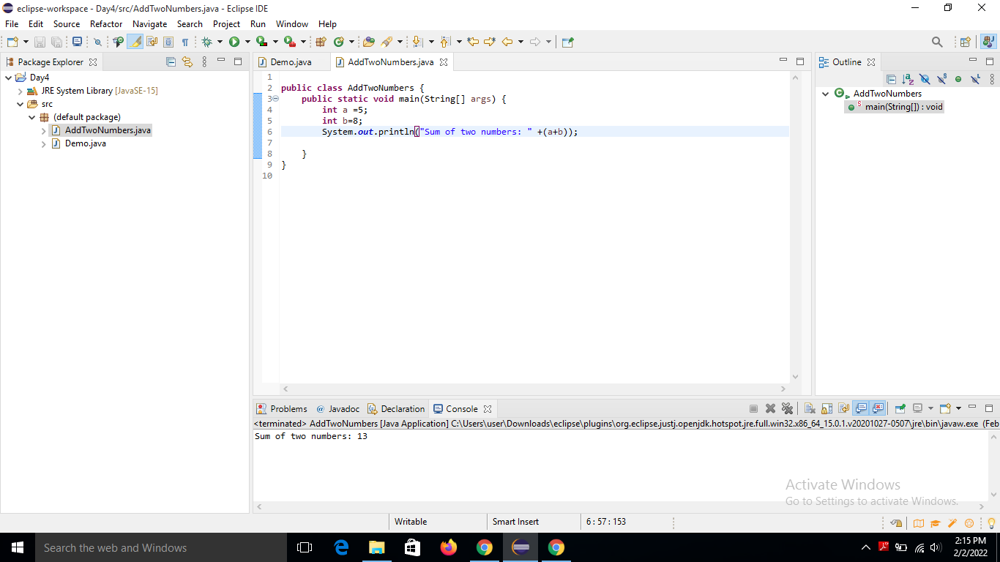 eclipse-workspace - Day4/src/AddTwoNumbers.java - Eclipse IDE
File Edit Source Refactor Navigate Search Project Run Window Help
Package Explorer
Day4
JRE System Library [JavaSE-15]
src
(default package)
AddTwoNumbers.java
Demo.java
Demo.java AddTwoNumbers.java
1
2 public class AddTwoNumbers {
3 public static void main(String[] args) {
4 int a =5;
5 int b=8;
6 System.out.println("Sum of two numbers: " +(a+b));
7
8 }
9 }
10
Outline
AddTwoNumbers
main(String[]) : void
Problems @ Javadoc Declaration Console
<terminated> AddTwoNumbers [Java Application] C:\Users\user\Downloads\eclipse\plugins\org.eclipse.justj.openjdk.hotspot.jre.full.win32.x86_64_15.0.1.v20201027-0507\jre\bin\javaw.exe (Feb
Sum of two numbers: 13
Activate Windows
Go to Settings to activate Windows.
Writable Smart Insert 6 : 57 : 153
Search the web and Windows
2:15 PM
2/2/2022